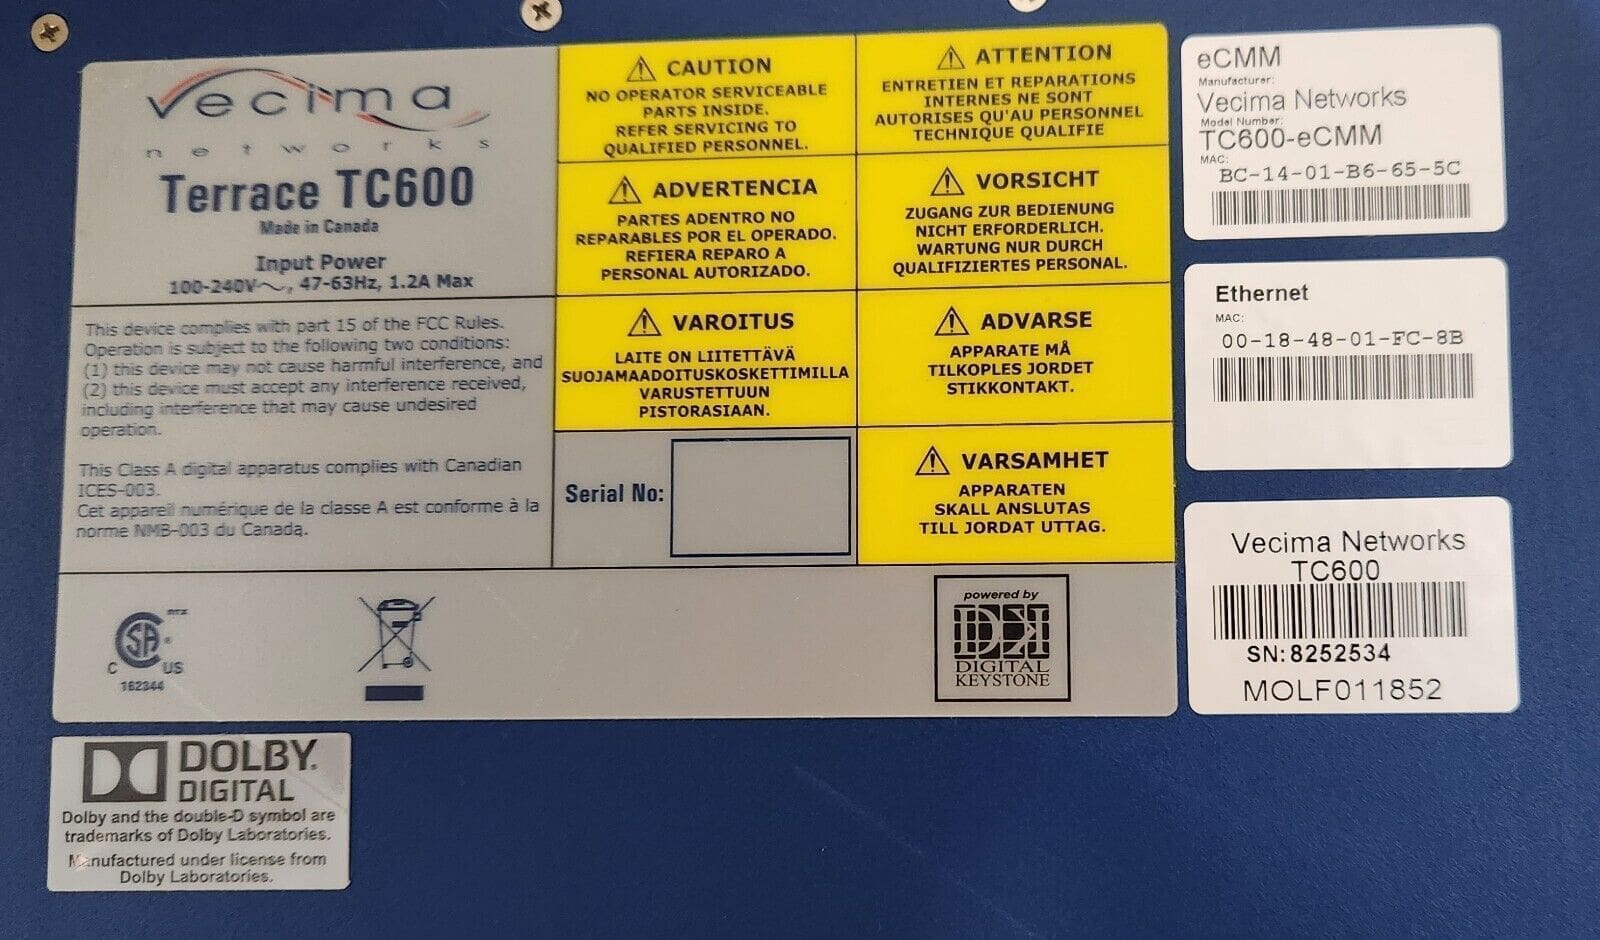 vecima
networks
Terrace TC600
Made in Canada
Input Power
100-240V~, 47-63Hz, 1.2A Max
This device complies with part 15 of the FCC Rules.
Operation is subject to the following two conditions:
(1) this device may not cause harmful interference, and
(2) this device must accept any interference received,
including interference that may cause undesired
operation.
This Class A digital apparatus complies with Canadian
ICES-003.
Cet appareil numérique de la classe A est conforme à la
norme NMB-003 du Canada.
CAUTION
NO OPERATOR SERVICEABLE
PARTS INSIDE.
REFER SERVICING TO
QUALIFIED PERSONNEL.
ATTENTION
ENTRETIEN ET REPARATIONS
INTERNES NE SONT
AUTORISES QU'AU PERSONNEL
TECHNIQUE QUALIFIE
ADVERTENCIA
PARTES ADENTRO NO
REPARABLES POR EL OPERADO.
REFIERA REPARO A
PERSONAL AUTORIZADO.
VORSICHT
ZUGANG ZUR BEDIENUNG
NICHT ERFORDERLICH.
WARTUNG NUR DURCH
QUALIFIZIERTES PERSONAL.
VAROITUS
LAITE ON LIITETTÄVÄ
SUOJAMAADOITUSKOSKETTIMILLA
VARUSTETTUUN
PISTORASIAAN.
ADVARSE
APPARATE MÅ
TILKOPLES JORDET
STIKKONTAKT.
Serial No:
VARSAMHET
APPARATEN
SKALL ANSLUTAS
TILL JORDAT UTTAG.
SA
C US
162344
powered by
DK
DIGITAL
KEYSTONE
eCMM
Manufacturer:
Vecima Networks
Model Number:
TC600-eCMM
MAC:
BC-14-01-B6-65-5C
Ethernet
MAC:
00-18-48-01-FC-8B
Vecima Networks
TC600
SN:8252534
MOLF011852
DOLBY
DIGITAL
Dolby and the double-D symbol are
trademarks of Dolby Laboratories.
Manufactured under license from
Dolby Laboratories.